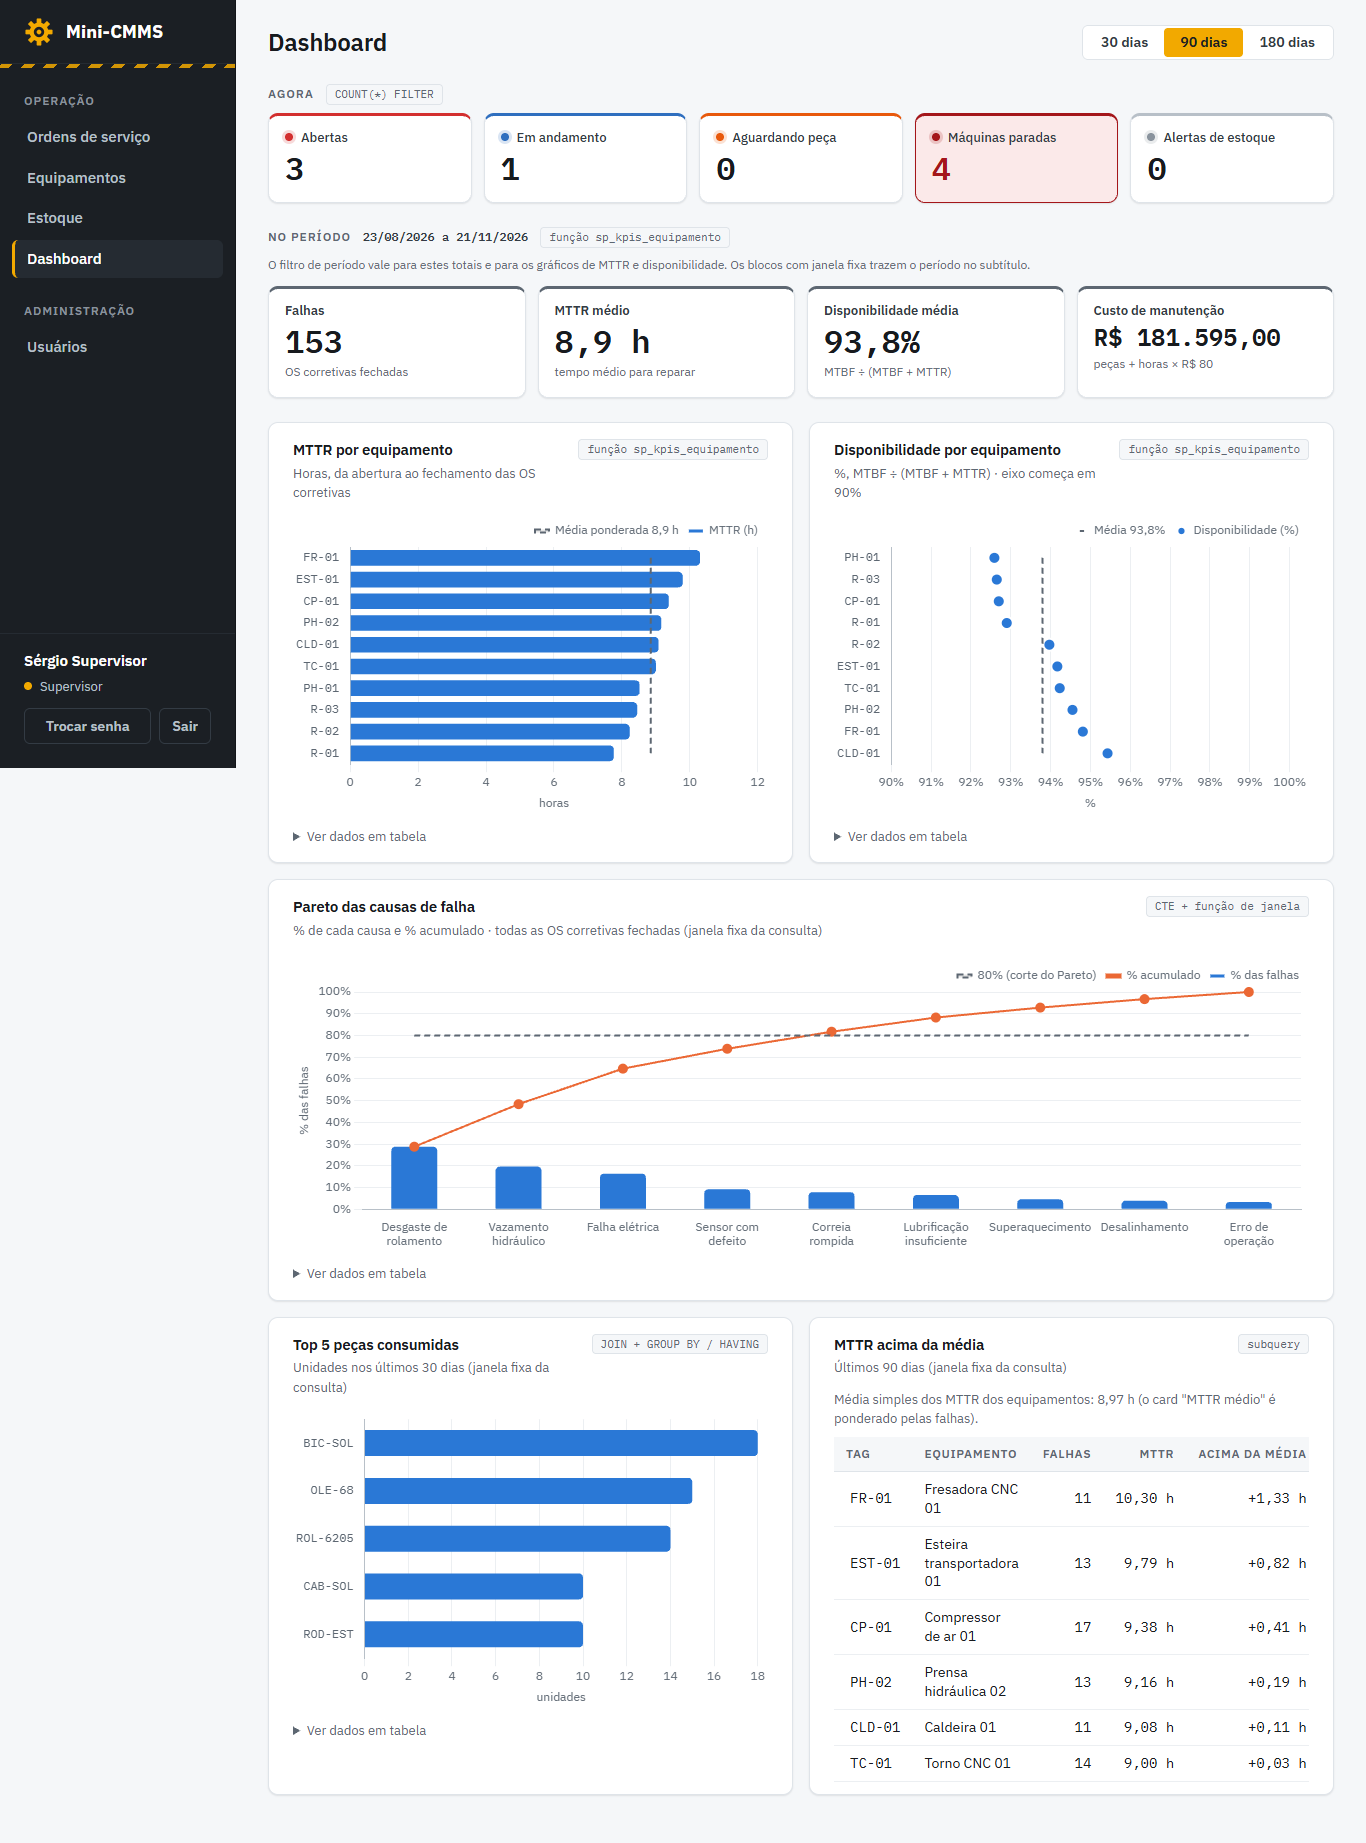 Mini-CMMS
OPERAÇÃO
Ordens de serviço
Equipamentos
Estoque
Dashboard
ADMINISTRAÇÃO
Usuários
Sérgio Supervisor
Supervisor
Trocar senha
Sair
Dashboard
30 dias
90 dias
180 dias
AGORA
COUNT(*) FILTER
Abertas
3
Em andamento
1
Aguardando peça
0
Máquinas paradas
4
Alertas de estoque
0
NO PERÍODO 23/08/2026 a 21/11/2026 função sp_kpis_equipamento
O filtro de período vale para estes totais e para os gráficos de MTTR e disponibilidade. Os blocos com janela fixa trazem o período no subtítulo.
Falhas
153
OS corretivas fechadas
MTTR médio
8,9 h
tempo médio para reparar
Disponibilidade média
93,8%
MTBF ÷ (MTBF + MTTR)
Custo de manutenção
R$ 181.595,00
peças + horas × R$ 80
MTTR por equipamento
função sp_kpis_equipamento
Horas, da abertura ao fechamento das OS
corretivas
Média ponderada 8,9 h
MTTR (h)
FR-01
EST-01
CP-01
PH-02
CLD-01
TC-01
PH-01
R-03
R-02
R-01
0 2 4 6 8 10 12
horas
Ver dados em tabela
Disponibilidade por equipamento
função sp_kpis_equipamento
%, MTBF ÷ (MTBF + MTTR) · eixo começa em
90%
Média 93,8%
Disponibilidade (%)
PH-01
R-03
CP-01
R-01
R-02
EST-01
TC-01
PH-02
FR-01
CLD-01
90% 91% 92% 93% 94% 95% 96% 97% 98% 99% 100%
%
Ver dados em tabela
Pareto das causas de falha
CTE + função de janela
% de cada causa e % acumulado · todas as OS corretivas fechadas (janela fixa da consulta)
80% (corte do Pareto)
% acumulado
% das falhas
% das falhas
100%
90%
80%
70%
60%
50%
40%
30%
20%
10%
0%
Desgaste de
rolamento
Vazamento
hidráulico
Falha elétrica
Sensor com
defeito
Correia
rompida
Lubrificação
insuficiente
Superaquecimento
Desalinhamento
Erro de
operação
Ver dados em tabela
Top 5 peças consumidas
JOIN + GROUP BY / HAVING
Unidades nos últimos 30 dias (janela fixa da
consulta)
BIC-SOL
OLE-68
ROL-6205
CAB-SOL
ROD-EST
0 2 4 6 8 10 12 14 16 18
unidades
Ver dados em tabela
MTTR acima da média
subquery
Últimos 90 dias (janela fixa da consulta)
Média simples dos MTTR dos equipamentos: 8,97 h (o card "MTTR médio" é
ponderado pelas falhas).
TAG EQUIPAMENTO FALHAS MTTR ACIMA DA MÉDIA
FR-01 Fresadora CNC 11 10,30 h +1,33 h
01
EST-01 Esteira 13 9,79 h +0,82 h
transportadora
01
CP-01 Compressor 17 9,38 h +0,41 h
de ar 01
PH-02 Prensa 13 9,16 h +0,19 h
hidráulica 02
CLD-01 Caldeira 01 11 9,08 h +0,11 h
TC-01 Torno CNC 01 14 9,00 h +0,03 h